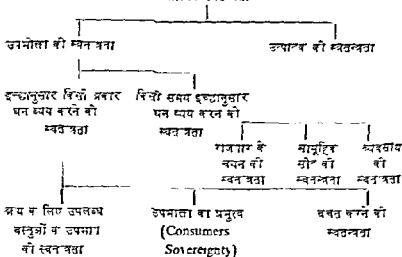 उपभोक्ता की स्वतन्त्रता
उत्पादक की स्वतन्त्रता
इच्छानुसार किसी प्रकार
धन व्यय करने की
स्वतन्त्रता
किसी समय इच्छानुसार
धन व्यय करने की
स्वतन्त्रता
रोजगार के
चयन की
स्वतन्त्रता
सामूहिक
की
स्वतन्त्रता
व्यवसाय
की
स्वतन्त्रता
क्रय के लिए उपलब्ध
वस्तुओं के उपभोग
की स्वतन्त्रता
उपभोक्ता का प्रभुत्व
(Consumers
Sovereignty)
बचत करने की
स्वतन्त्रता